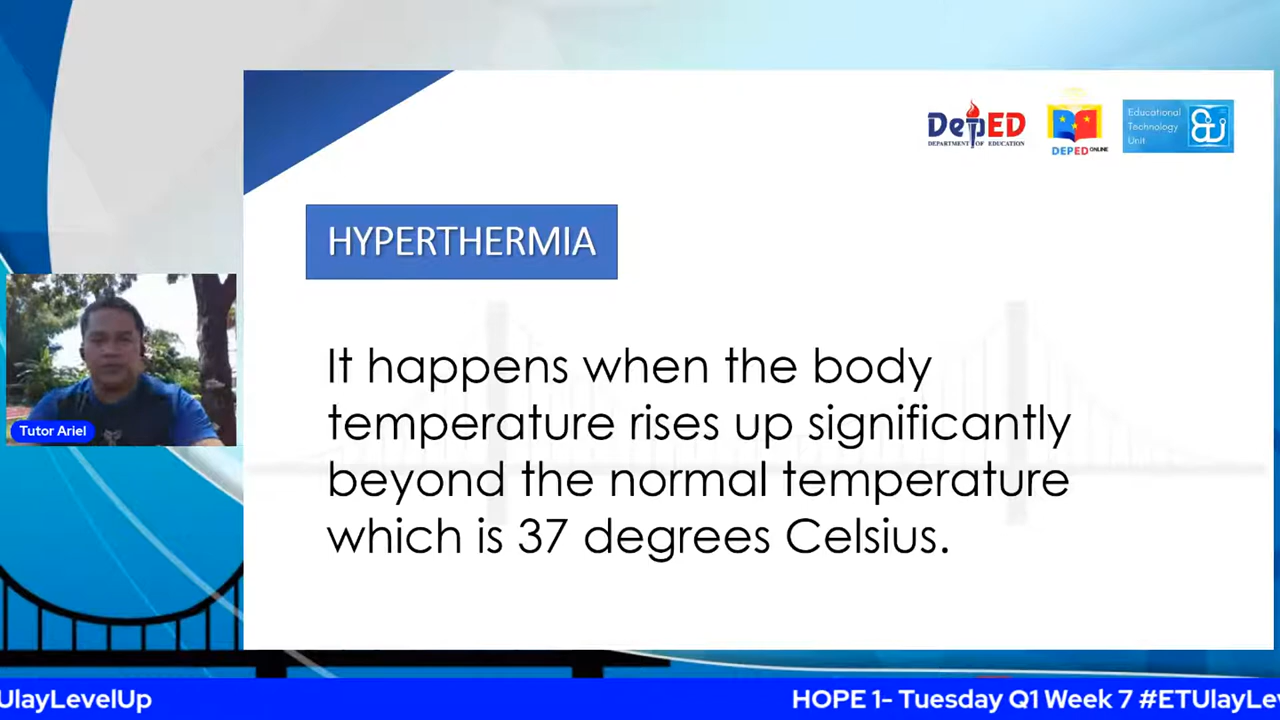 DepED
DEPARTMENT OF EDUCATION
DEPED ONLINE
Educational
Technology
Unit
HYPERTHERMIA
It happens when the body
temperature rises up significantly
beyond the normal temperature
which is 37 degrees Celsius.
Tutor Ariel
UlayLevelUp
HOPE 1- Tuesday Q1 Week 7 #ETUlayLev